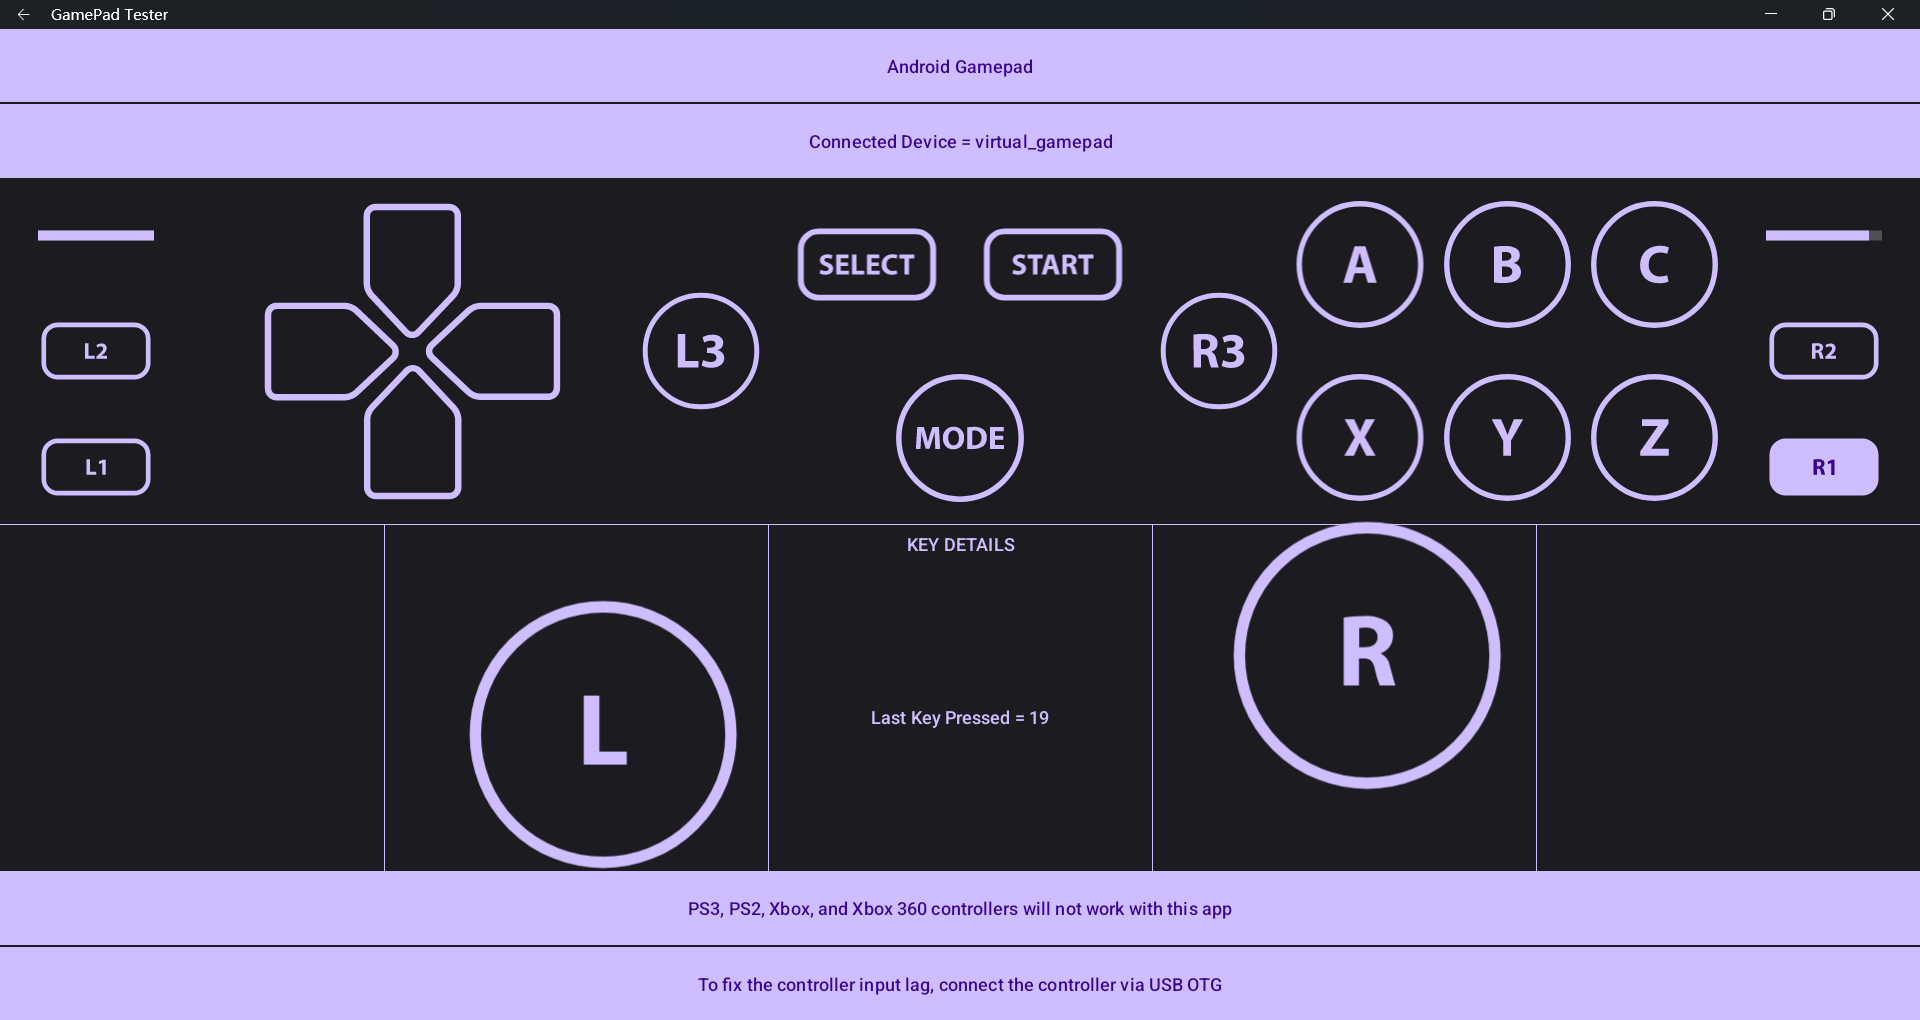 GamePad Tester
Android Gamepad
Connected Device = virtual_gamepad
SELECT
START
A
B
C
L2
L3
R3
R2
MODE
X
Y
Z
L1
R1
KEY DETAILS
L
R
Last Key Pressed = 19
PS3, PS2, Xbox, and Xbox 360 controllers will not work with this app
To fix the controller input lag, connect the controller via USB OTG